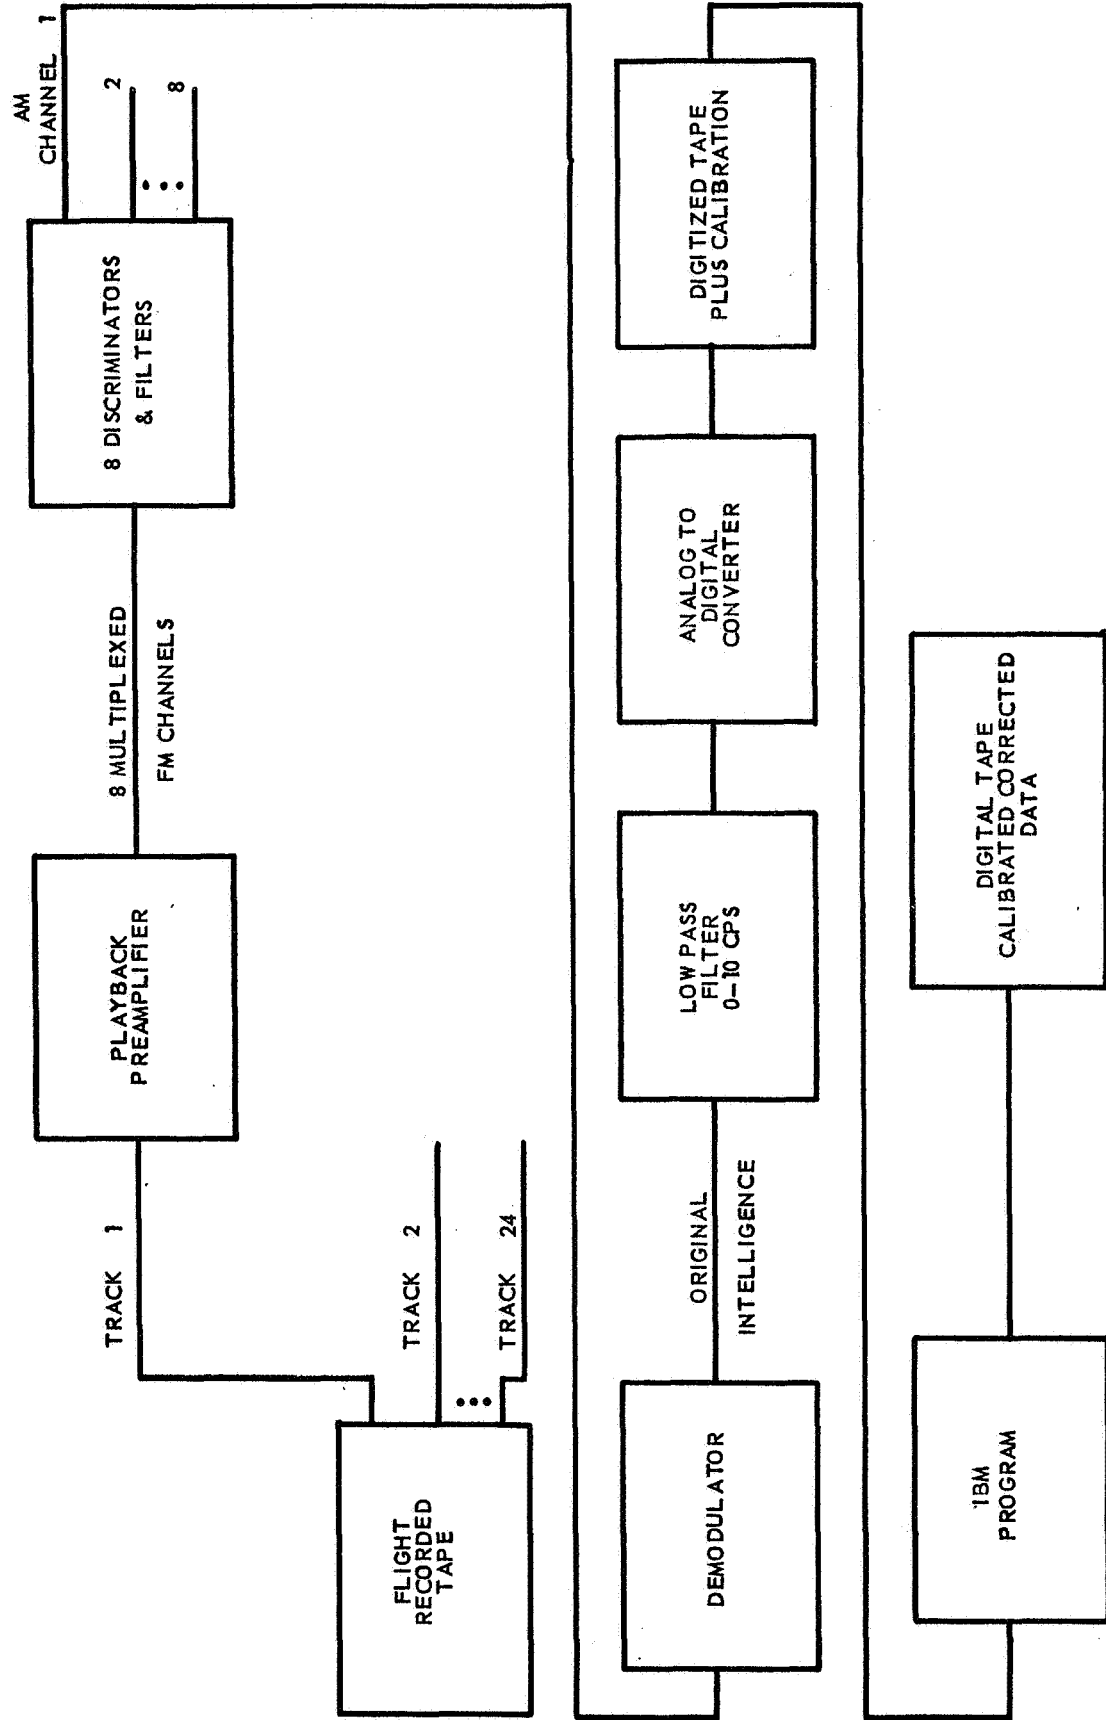 FLIGHT
RECORDED
TAPE
TRACK 1
TRACK 2
TRACK 24
PLAYBACK
PREAMPLIFIER
8 MULTIPLEXED
FM CHANNELS
8 DISCRIMINATORS
& FILTERS
AM
CHANNEL 1
2
8
DEMODULATOR
ORIGINAL
INTELLIGENCE
LOW PASS
FILTER
0-10 CPS
ANALOG TO
DIGITAL
CONVERTER
DIGITIZED TAPE
PLUS CALIBRATION
IBM
PROGRAM
DIGITAL TAPE
CALIBRATED CORRECTED
DATA